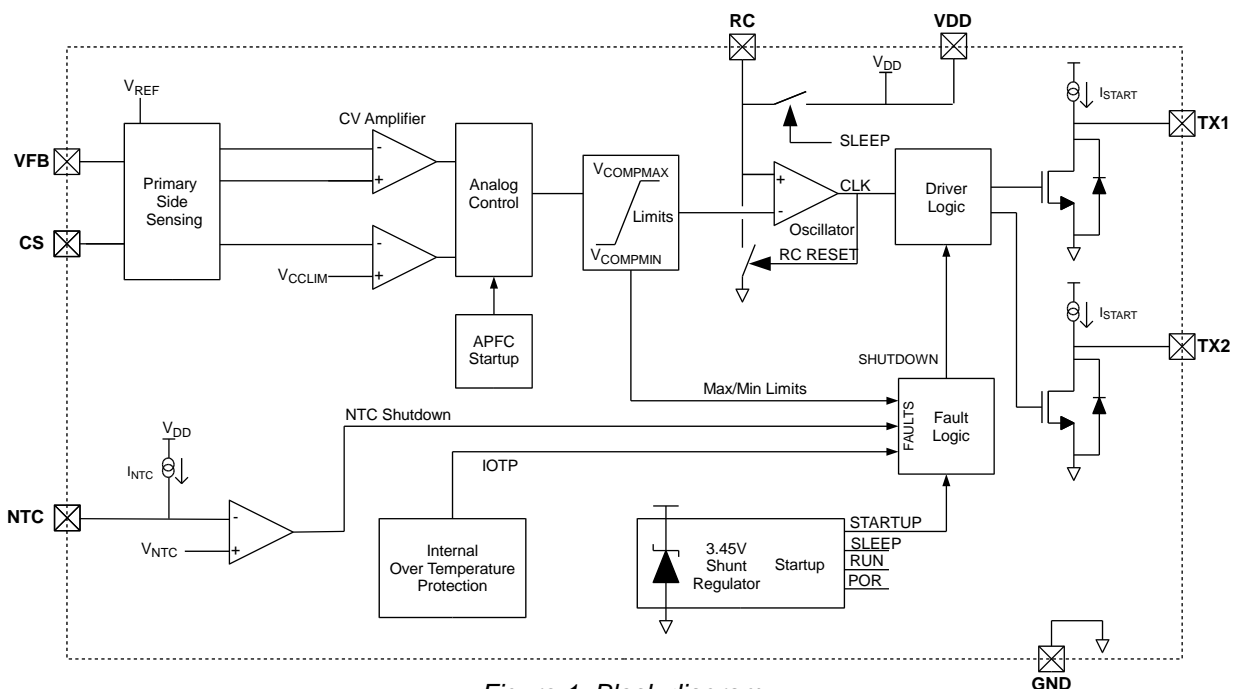 RC
VDD
VREF
VDD
ISTART
CV Amplifier
TX1
SLEEP
VFB
-
+
Primary
Side
Sensing
Analog
Control
VCOMPMAX
Limits
VCOMPMIN
+
-
CLK
Oscillator
Driver
Logic
CS
-
VCCLIM
+
RC RESET
ISTART
APFC
Startup
SHUTDOWN
TX2
Max/Min Limits
NTC Shutdown
FAULTS
Fault
Logic
VDD
INTC
IOTP
NTC
-
VNTC
+
Internal
Over Temperature
Protection
3.45V
Shunt
Regulator
Startup
STARTUP
SLEEP
RUN
POR
GND
Figure 1. Block diagram